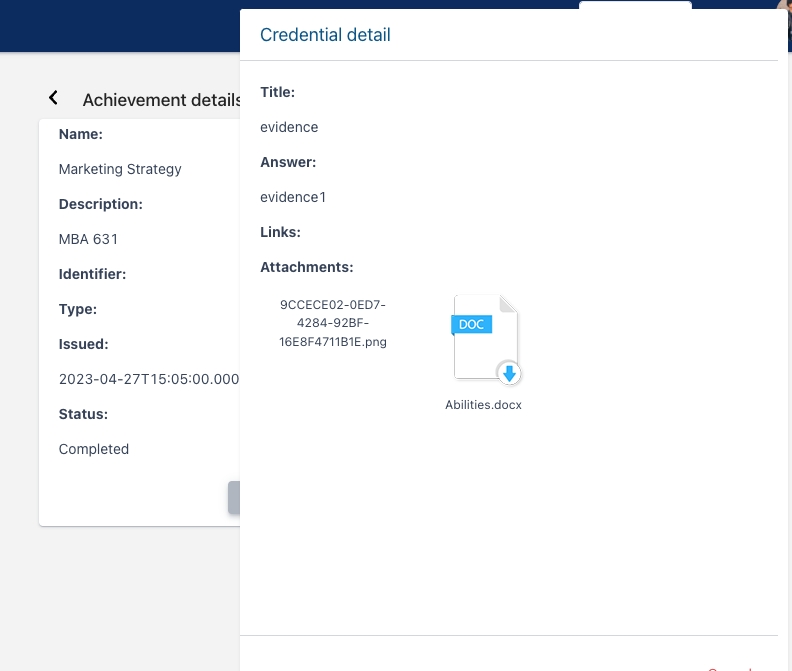 Credential detail
Achievement details
Name:
Marketing Strategy
Description:
MBA 631
Identifier:
Type:
Issued:
2023-04-27T15:05:00.000
Status:
Completed
Title:
evidence
Answer:
evidence1
Links:
Attachments:
9CCECE02-0ED7-
4284-92BF-
16E8F4711B1E.png
DOC
Abilities.docx